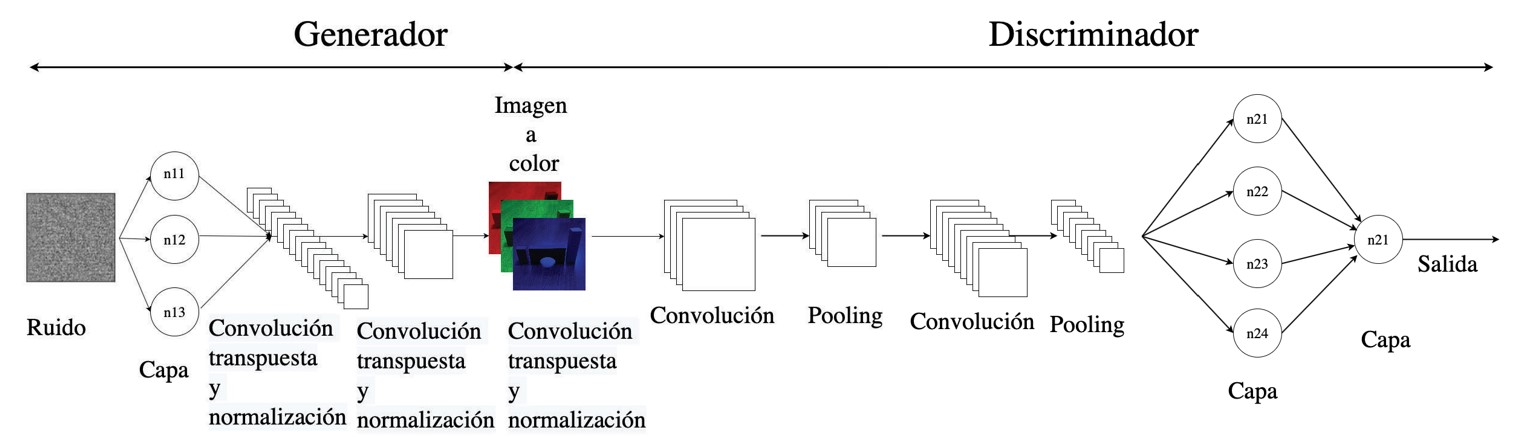 Generador
Discriminador
Imagen
a
color
n11
n12
n13
n21
n22
n23
n24
n21
Salida
Ruido
Capa
Convolución
transpuesta
y
normalización
Convolución
transpuesta
y
normalización
Convolución
transpuesta
y
normalización
Convolución
Pooling
Convolución
Pooling
Capa
Capa